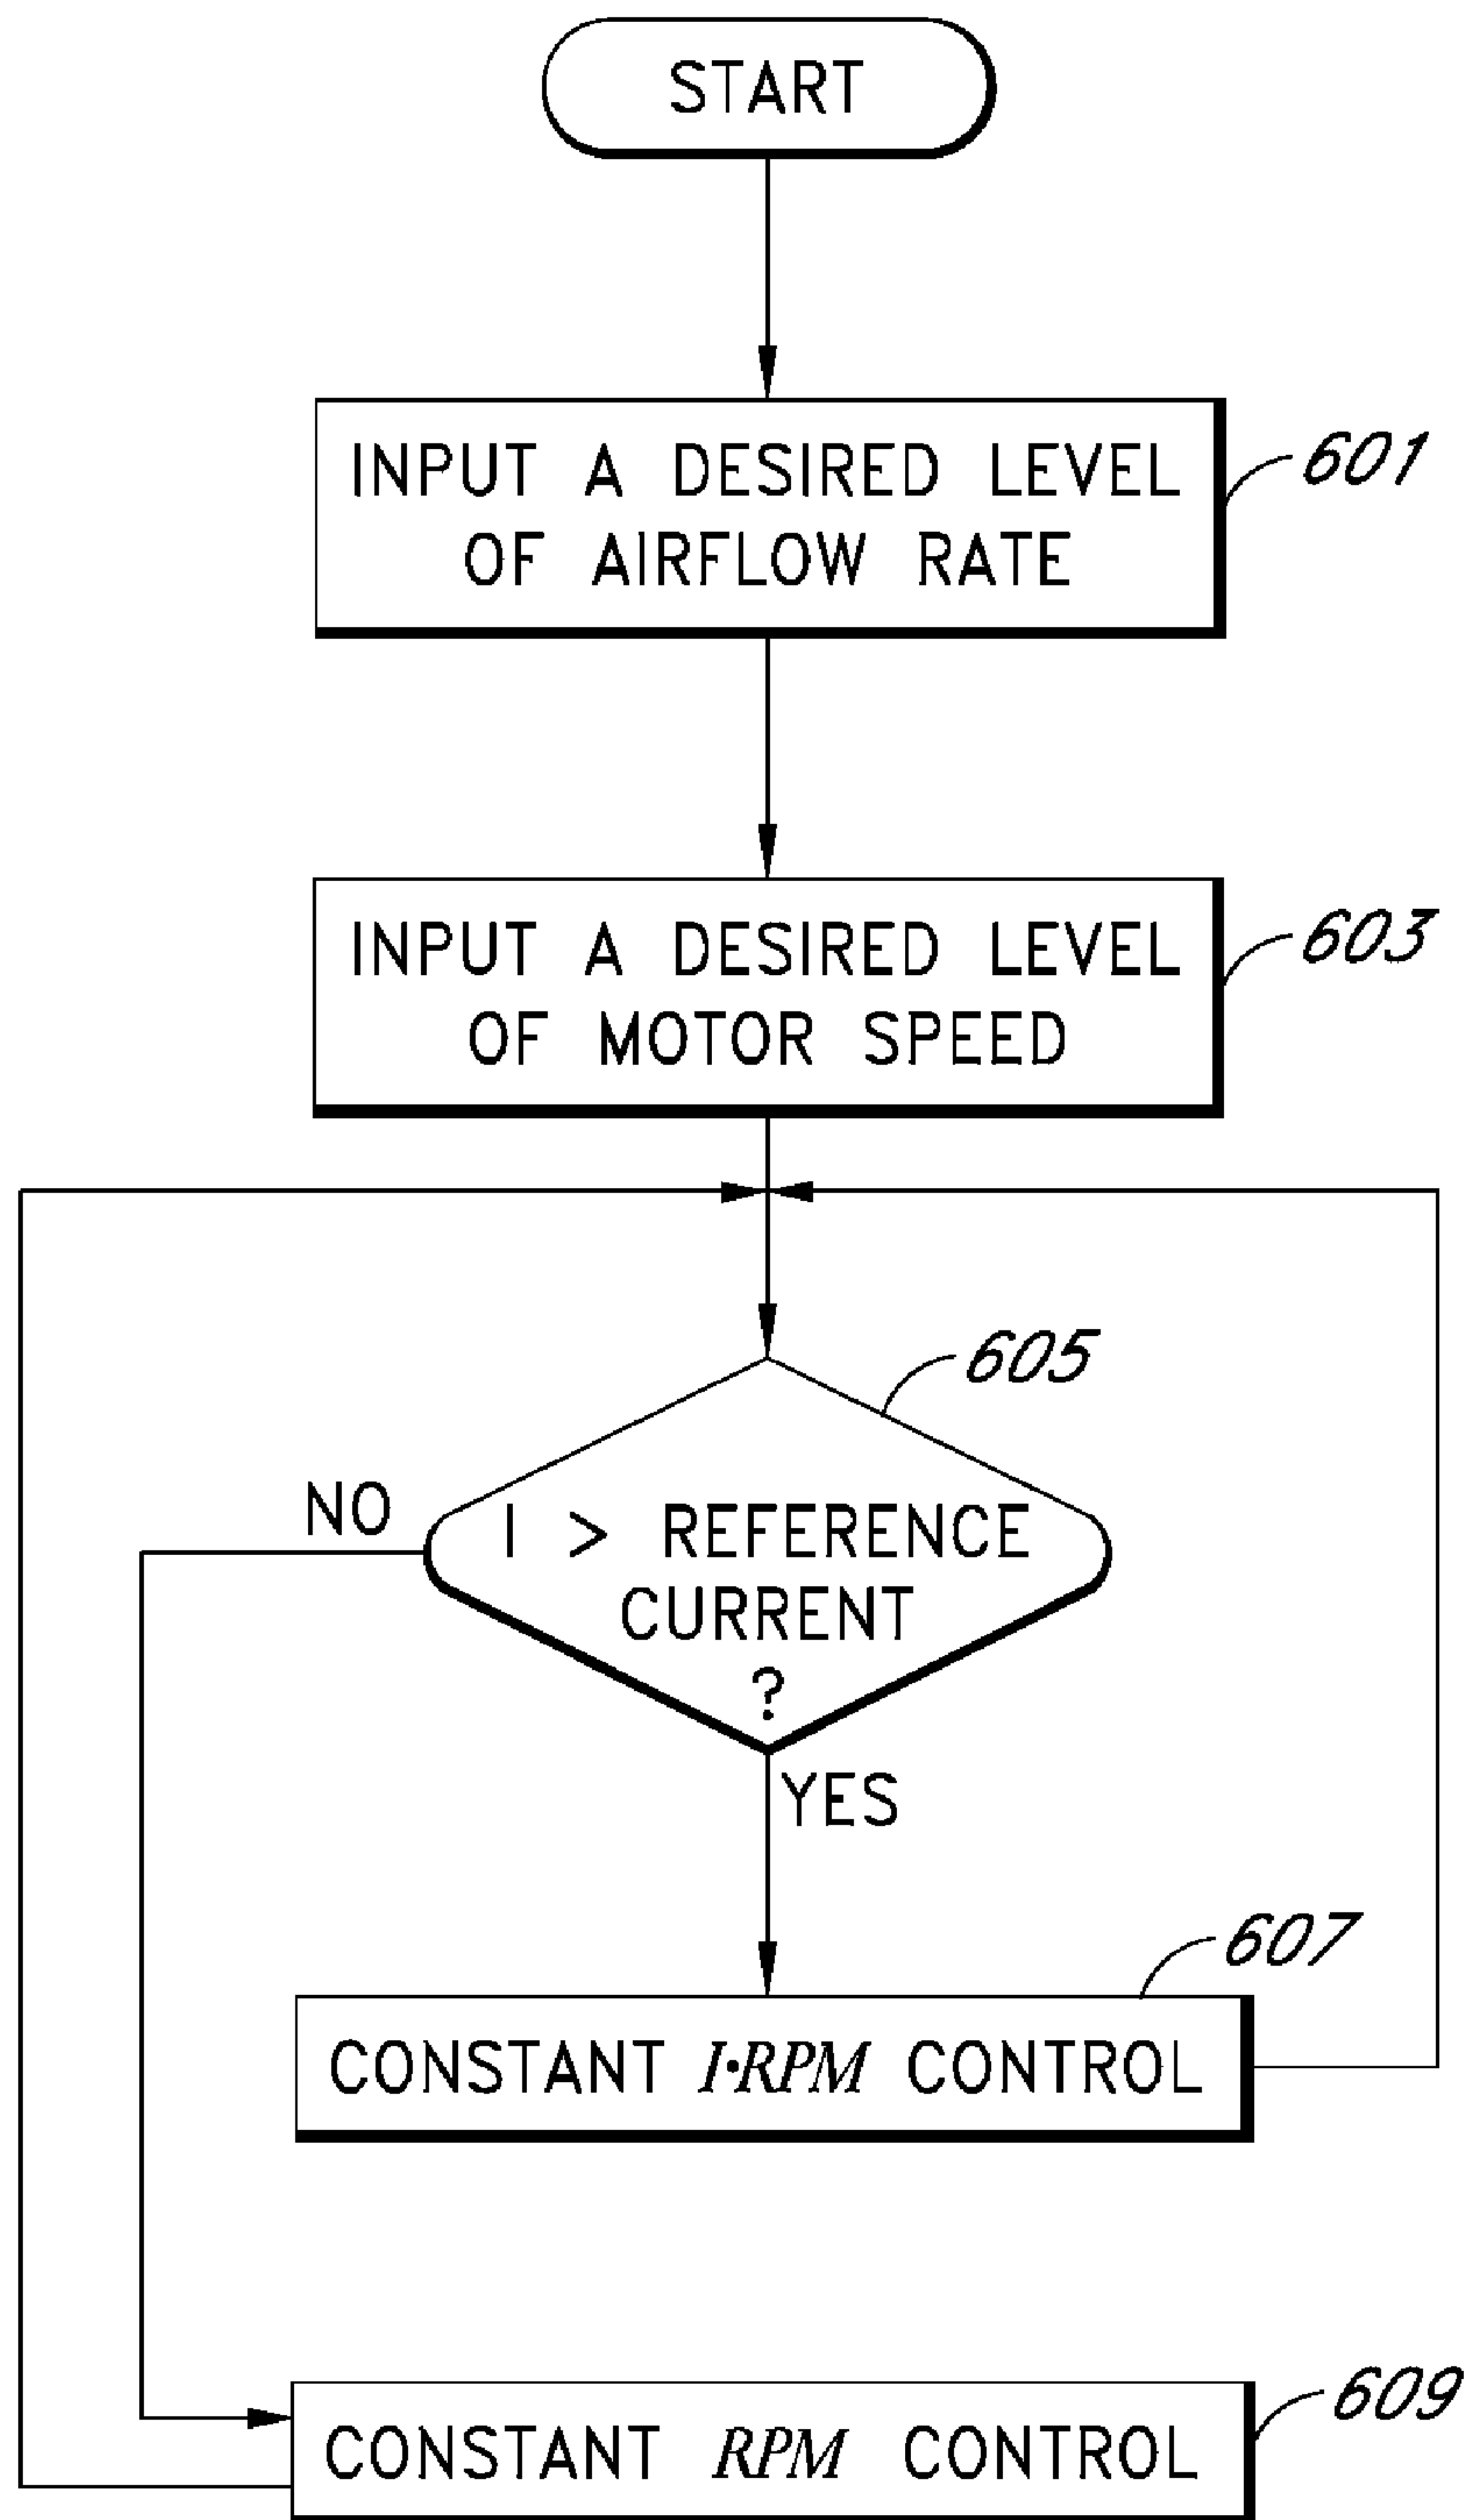 START
INPUT A DESIRED LEVEL
OF AIRFLOW RATE
601
INPUT A DESIRED LEVEL
OF MOTOR SPEED
603
605
NO
I > REFERENCE
CURRENT
?
YES
607
CONSTANT I·RPM CONTROL
609
CONSTANT RPM CONTROL